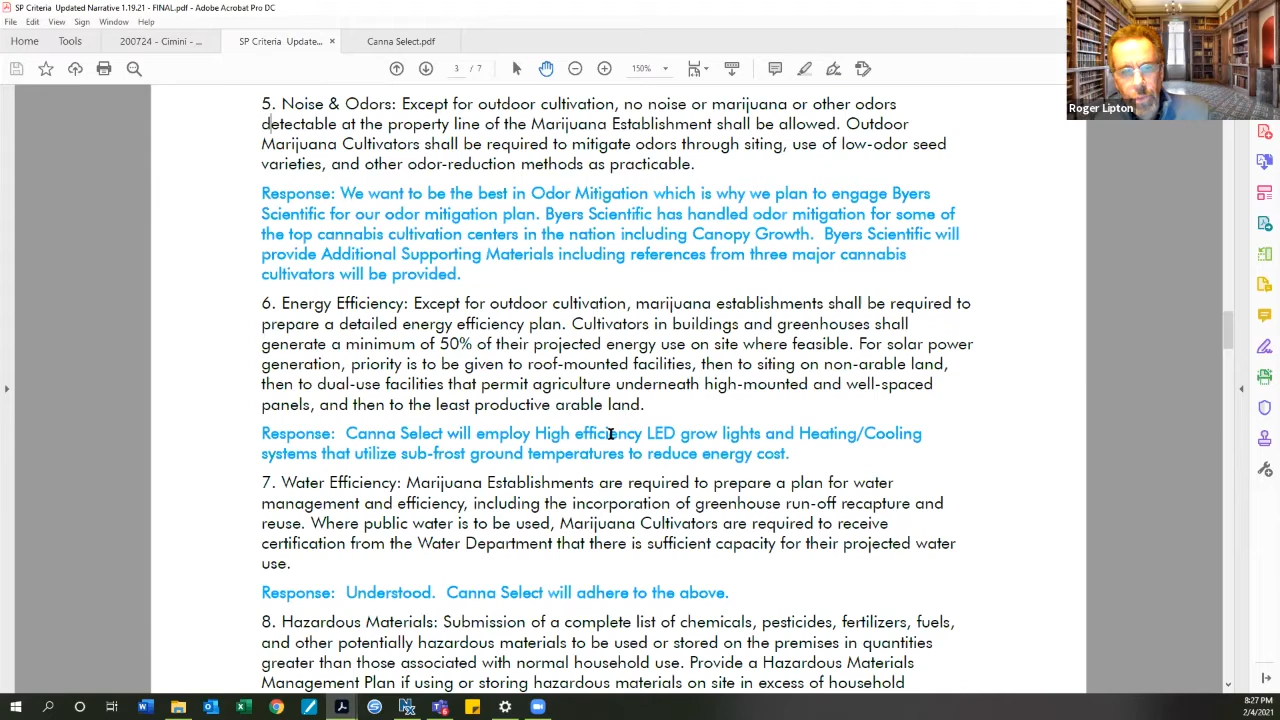 SP Criteria Updated Narrative 1.19.21 - FINAL.pdf - Adobe Acrobat Pro DC
File Edit View Sign Window Help
Home Tools 200724 - Cimini - ... SP Criteria Update... × Canna Select.pdf
3 / 7 150%
Roger Lipton
5. Noise & Odors: Except for outdoor cultivation, no noise or marijuana or other odors
detectable at the property line of the Marijuana Establishment shall be allowed. Outdoor
Marijuana Cultivators shall be required to mitigate odors through siting, use of low-odor seed
varieties, and other odor-reduction methods as practicable.
Response: We want to be the best in Odor Mitigation which is why we plan to engage Byers
Scientific for our odor mitigation plan. Byers Scientific has handled odor mitigation for some of
the top cannabis cultivation centers in the nation including Canopy Growth. Byers Scientific will
provide Additional Supporting Materials including references from three major cannabis
cultivators will be provided.
6. Energy Efficiency: Except for outdoor cultivation, marijuana establishments shall be required to
prepare a detailed energy efficiency plan. Cultivators in buildings and greenhouses shall
generate a minimum of 50% of their projected energy use on site where feasible. For solar power
generation, priority is to be given to roof-mounted facilities, then to siting on non-arable land,
then to dual-use facilities that permit agriculture underneath high-mounted and well-spaced
panels, and then to the least productive arable land.
Response: Canna Select will employ High efficiency LED grow lights and Heating/Cooling
systems that utilize sub-frost ground temperatures to reduce energy cost.
7. Water Efficiency: Marijuana Establishments are required to prepare a plan for water
management and efficiency, including the incorporation of greenhouse run-off recapture and
reuse. Where public water is to be used, Marijuana Cultivators are required to receive
certification from the Water Department that there is sufficient capacity for their projected water
use.
Response: Understood. Canna Select will adhere to the above.
8. Hazardous Materials: Submission of a complete list of chemicals, pesticides, fertilizers, fuels,
and other potentially hazardous materials to be used or stored on the premises in quantities
greater than those associated with normal household use. Provide a Hazardous Materials
Management Plan if using or storing hazardous materials on site in excess of household
8:27 PM
2/4/2021